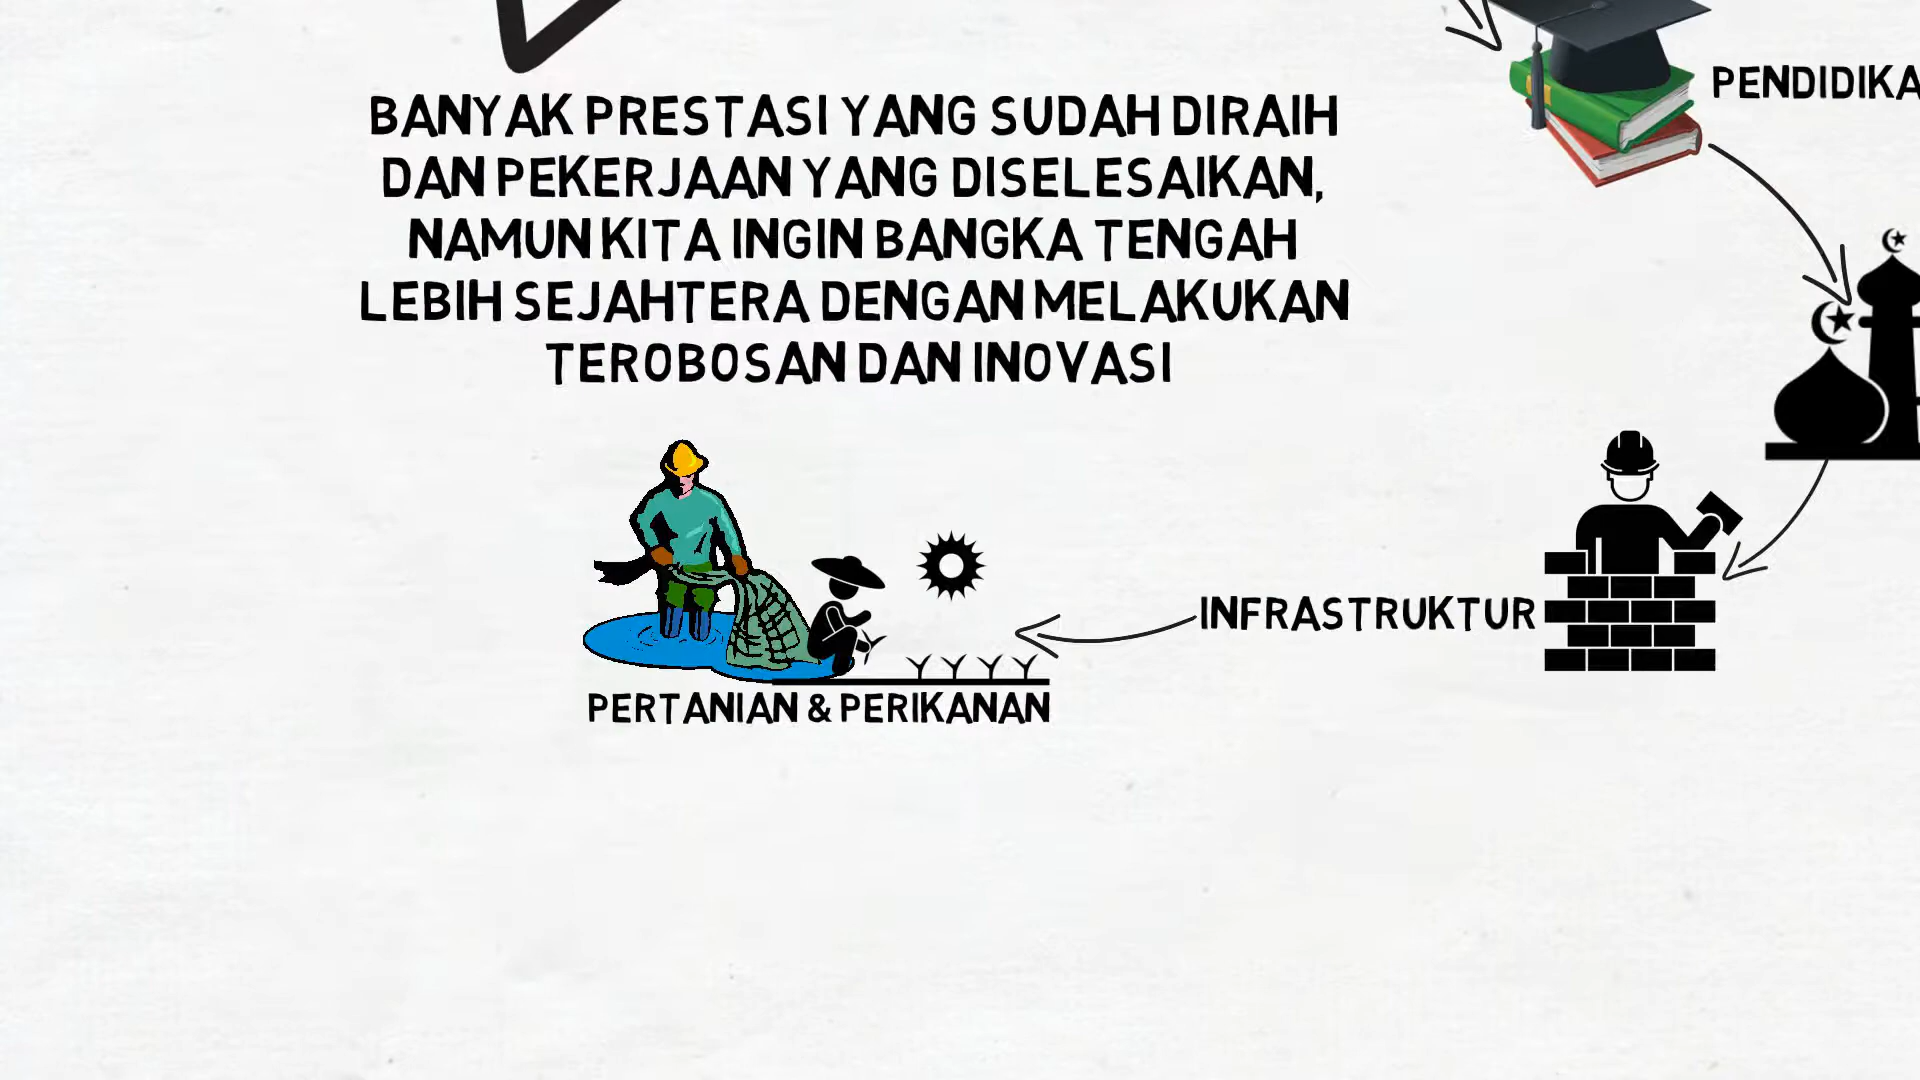 PENDIDIKA
BANYAK PRESTASI YANG SUDAH DIRAIH
DAN PEKERJAAN YANG DISELESAIKAN,
NAMUN KITA INGIN BANGKA TENGAH
LEBIH SEJAHTERA DENGAN MELAKUKAN
TEROBOSAN DAN INOVASI
INFRASTRUKTUR
PERTANIAN & PERIKANAN